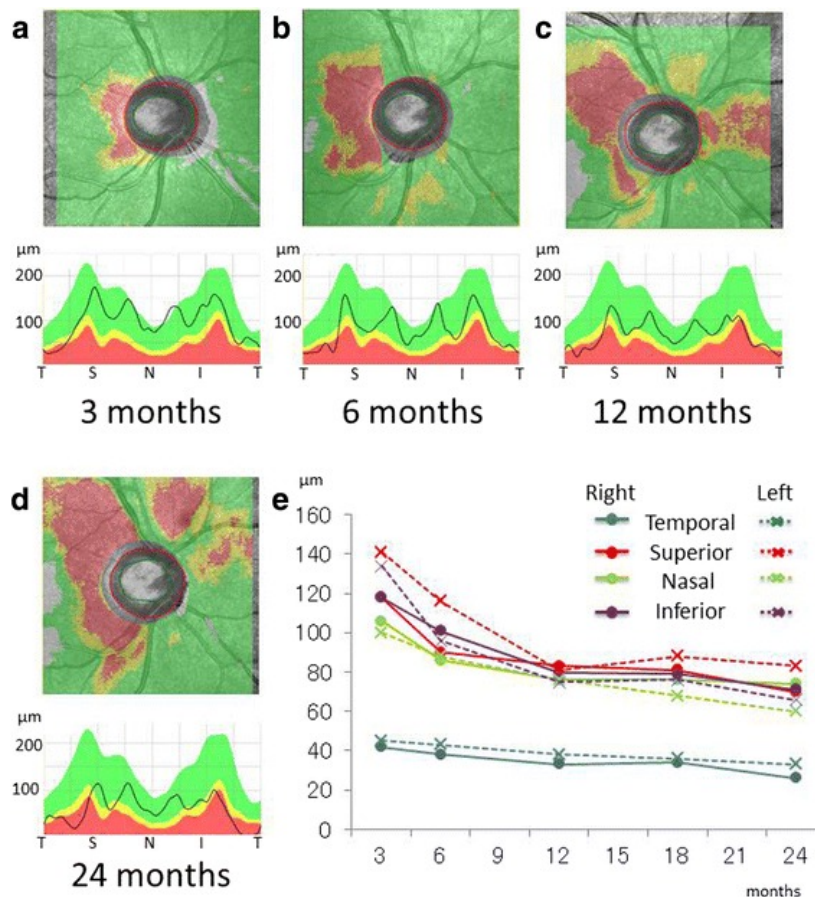 a
b
c
µm
200
100
T S N I T
3 months
µm
200
100
T S N I T
6 months
µm
200
100
T S N I T
12 months
d
µm
200
100
T S N I T
24 months
e
µm
160
140
120
100
80
60
40
20
0
3 6 9 12 15 18 21 24
months
Right Left
Temporal
Superior
Nasal
Inferior